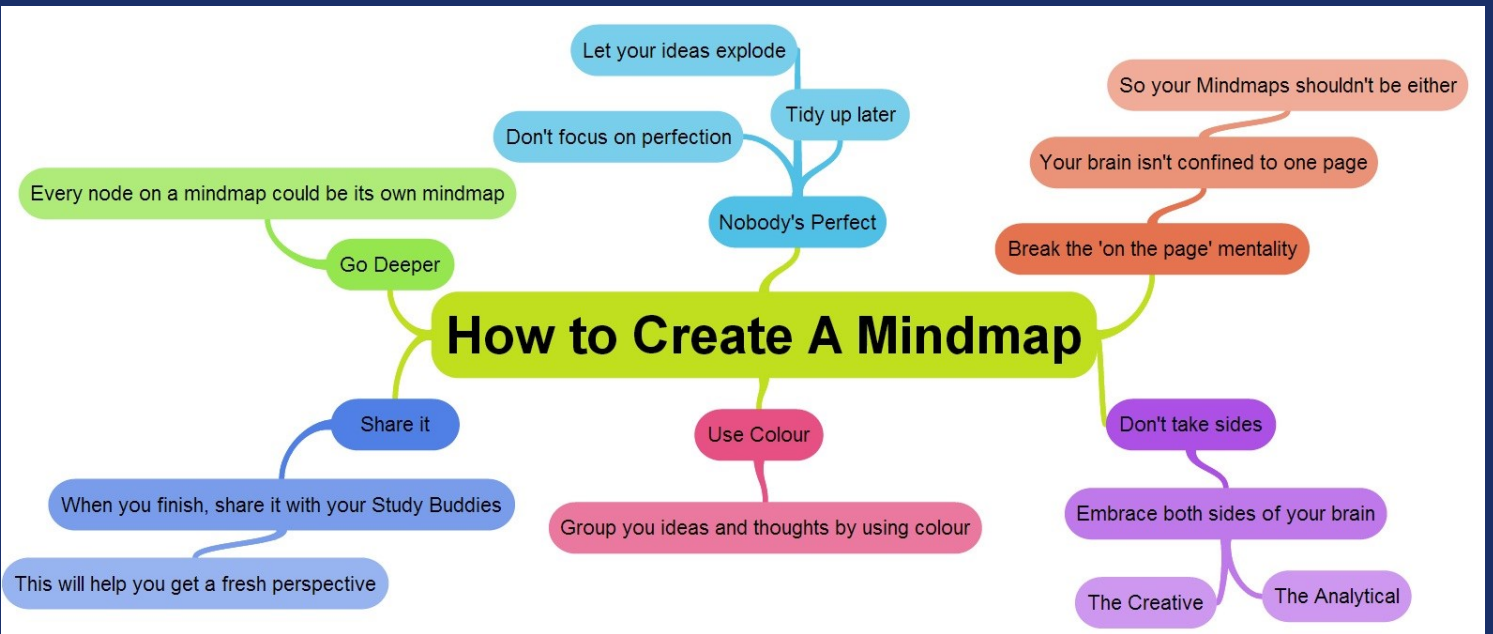 Let your ideas explode
Tidy up later
Don't focus on perfection
Nobody's Perfect
So your Mindmaps shouldn't be either
Your brain isn't confined to one page
Break the 'on the page' mentality
Every node on a mindmap could be its own mindmap
Go Deeper
How to Create A Mindmap
Share it
When you finish, share it with your Study Buddies
This will help you get a fresh perspective
Use Colour
Group you ideas and thoughts by using colour
Don't take sides
Embrace both sides of your brain
The Creative
The Analytical